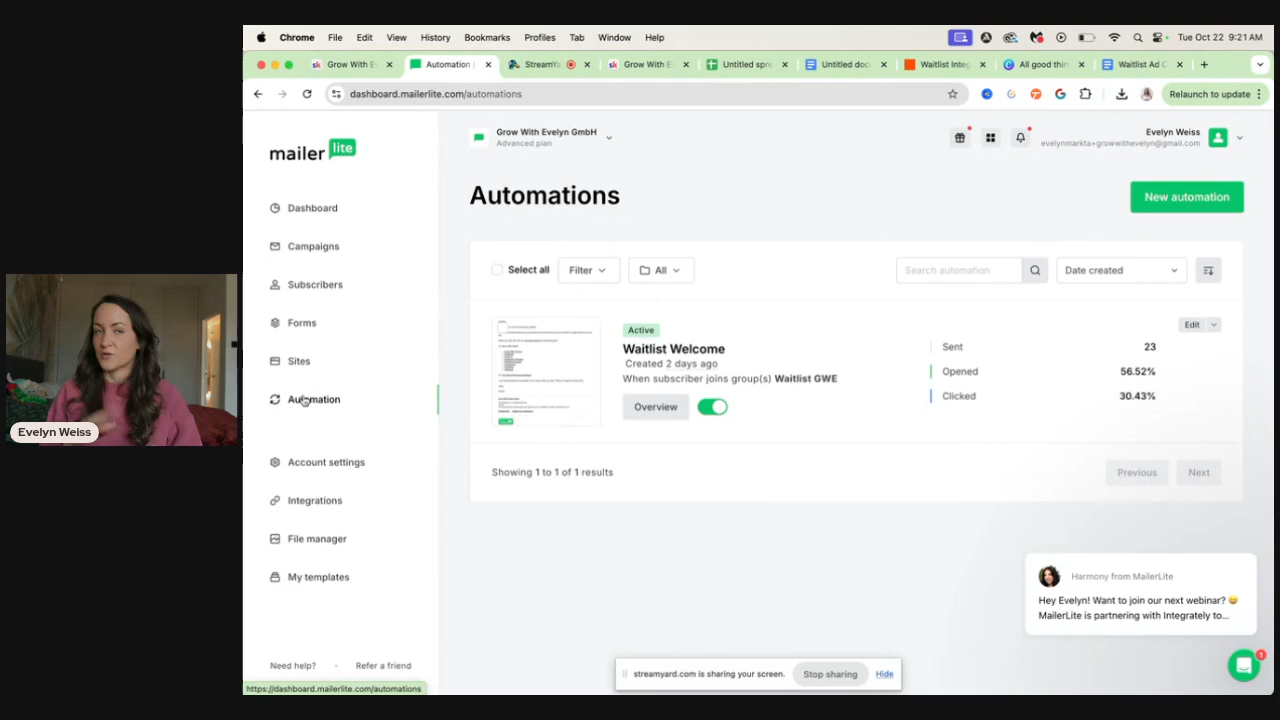 Chrome File Edit View History Bookmarks Profiles Tab Window Help Tue Oct 22 9:21 AM
Grow With E Automation StreamYa Grow With E Untitled spre Untitled doc Waitlist Inte All good thin Waitlist Ad C
dashboard.mailerlite.com/automations Relaunch to update
mailer lite
Grow With Evelyn GmbH
Advanced plan
Evelyn Weiss
evelynmarkta+growwithevelyn@gmail.com
Dashboard
Campaigns
Subscribers
Forms
Sites
Automation
Account settings
Integrations
File manager
My templates
Need help? · Refer a friend
https://dashboard.mailerlite.com/automations
Automations
New automation
Select all Filter All Search automation Date created
Active
Waitlist Welcome
Created 2 days ago
When subscriber joins group(s) Waitlist GWE
Overview
Edit
Sent 23
Opened 56.52%
Clicked 30.43%
Showing 1 to 1 of 1 results
Previous Next
Harmony from MailerLite
Hey Evelyn! Want to join our next webinar? 😄
MailerLite is partnering with Integrately to...
1
streamyard.com is sharing your screen. Stop sharing Hide
Evelyn Weiss